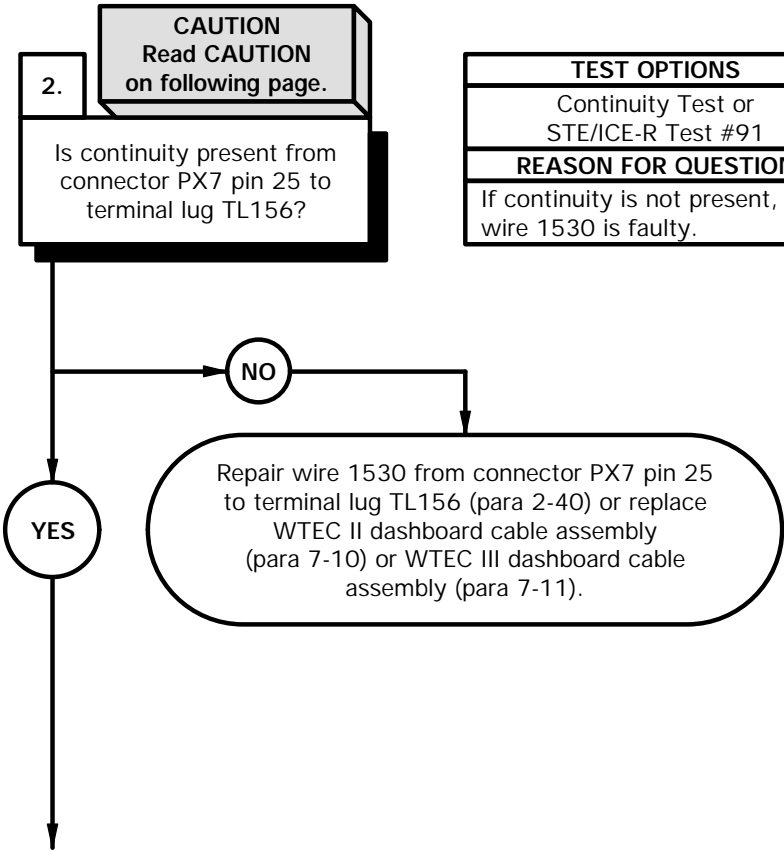 CAUTION
Read CAUTION
on following page.
2.
Is continuity present from
connector PX7 pin 25 to
terminal lug TL156?
TEST OPTIONS
Continuity Test or
STE/ICE-R Test #91
REASON FOR QUESTION
If continuity is not present,
wire 1530 is faulty.
NO
Repair wire 1530 from connector PX7 pin 25
to terminal lug TL156 (para 2-40) or replace
WTEC II dashboard cable assembly
(para 7-10) or WTEC III dashboard cable
assembly (para 7-11).
YES